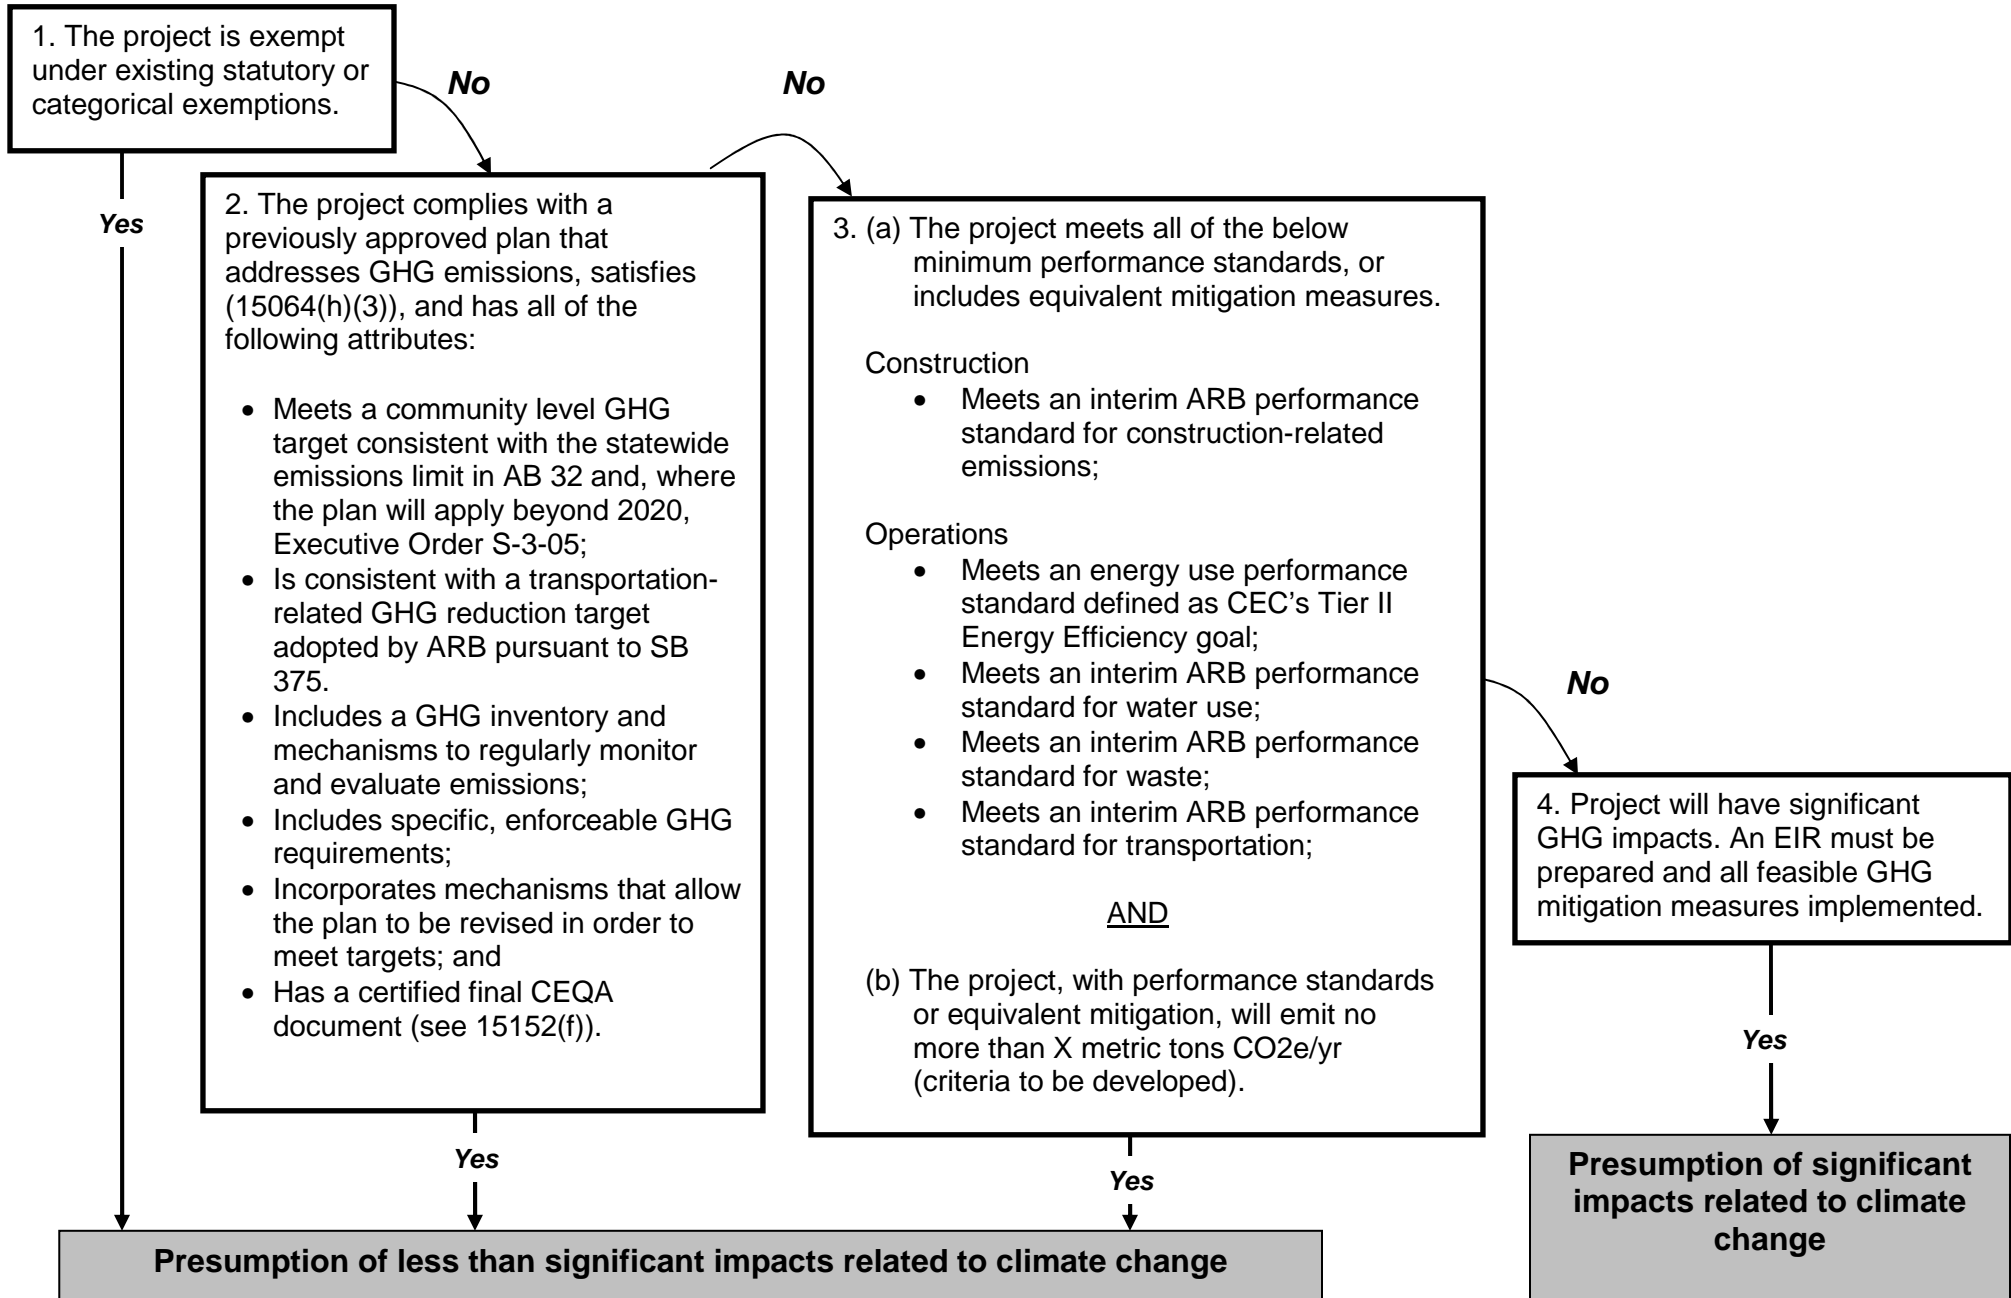 1. The project is exempt
under existing statutory or
categorical exemptions.
No
No
Yes
2. The project complies with a
previously approved plan that
addresses GHG emissions, satisfies
(15064(h)(3)), and has all of the
following attributes:
• Meets a community level GHG
target consistent with the statewide
emissions limit in AB 32 and, where
the plan will apply beyond 2020,
Executive Order S-3-05;
• Is consistent with a transportation-
related GHG reduction target
adopted by ARB pursuant to SB
375.
• Includes a GHG inventory and
mechanisms to regularly monitor
and evaluate emissions;
• Includes specific, enforceable GHG
requirements;
• Incorporates mechanisms that allow
the plan to be revised in order to
meet targets; and
• Has a certified final CEQA
document (see 15152(f)).
Yes
3. (a) The project meets all of the below
minimum performance standards, or
includes equivalent mitigation measures.
Construction
• Meets an interim ARB performance
standard for construction-related
emissions;
Operations
• Meets an energy use performance
standard defined as CEC's Tier II
Energy Efficiency goal;
• Meets an interim ARB performance
standard for water use;
• Meets an interim ARB performance
standard for waste;
• Meets an interim ARB performance
standard for transportation;
AND
(b) The project, with performance standards
or equivalent mitigation, will emit no
more than X metric tons CO2e/yr
(criteria to be developed).
Yes
No
4. Project will have significant
GHG impacts. An EIR must be
prepared and all feasible GHG
mitigation measures implemented.
Yes
Presumption of less than significant impacts related to climate change
Presumption of significant
impacts related to climate
change